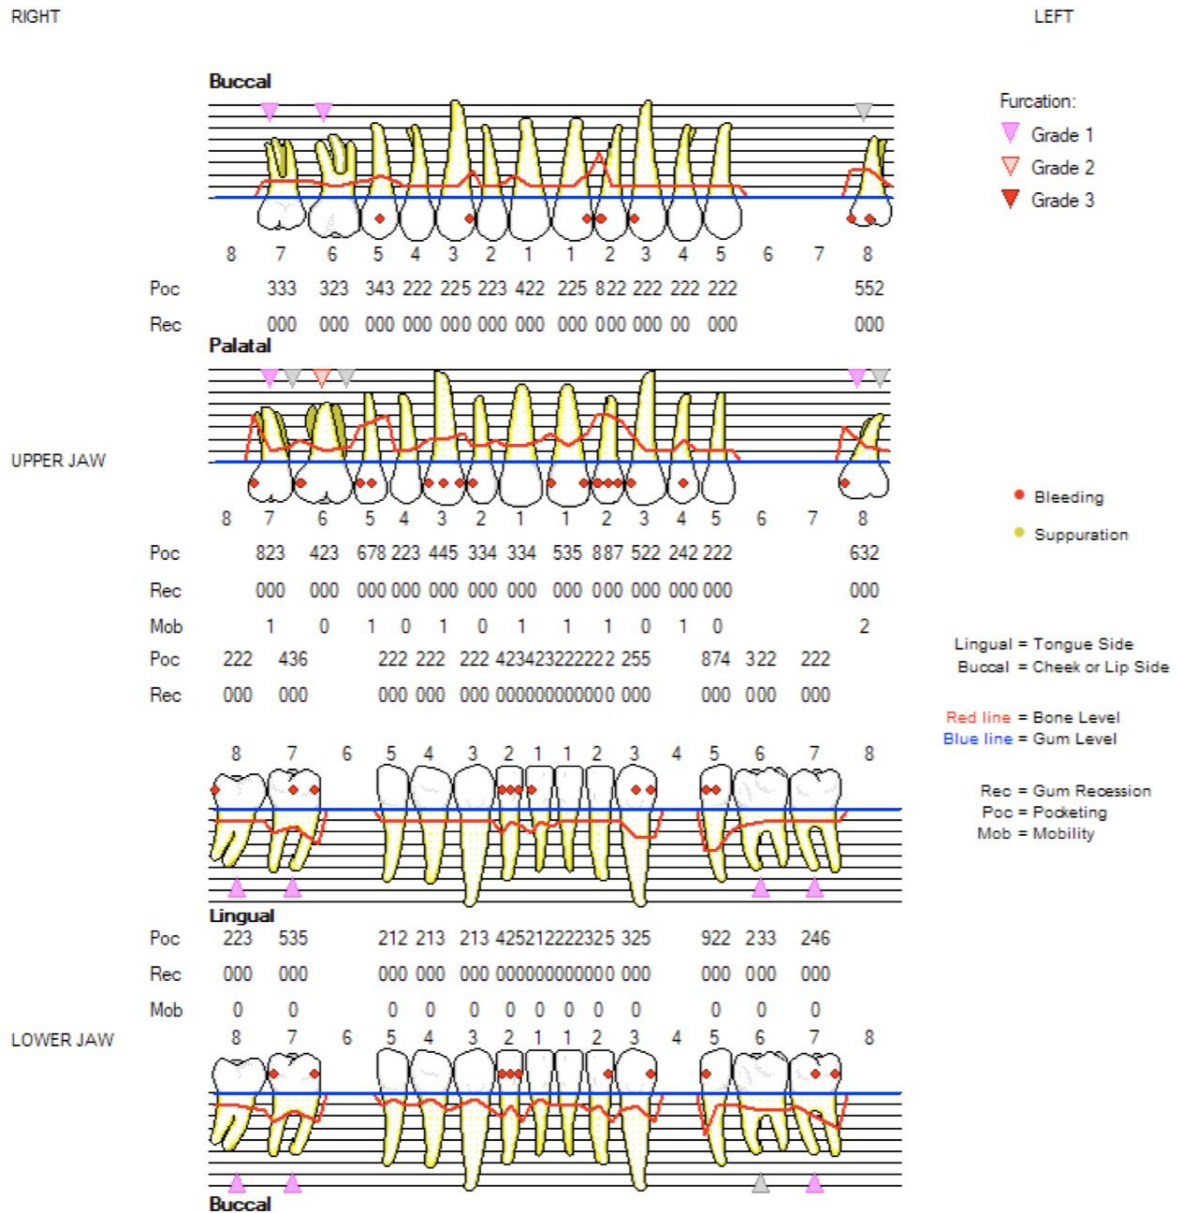 RIGHT LEFT
Buccal
Furcation:
Grade 1
Grade 2
Grade 3
8 7 6 5 4 3 2 1 1 2 3 4 5 6 7 8
Poc 333 323 343 222 225 223 422 225 822 222 222 222 552
Rec 000 000 000 000 000 000 000 000 000 000 00 000 000
Palatal
UPPER JAW
Bleeding
Suppuration
8 7 6 5 4 3 2 1 1 2 3 4 5 6 7 8
Poc 823 423 678 223 445 334 334 535 887 522 242 222 632
Rec 000 000 000 000 000 000 000 000 000 000 000 000 000
Mob 1 0 1 0 1 0 1 1 1 0 1 0 2
Poc 222 436 222 222 222 423423222222 255 874 322 222
Rec 000 000 000 000 000 000000000000 000 000 000 000
Lingual = Tongue Side
Buccal = Cheek or Lip Side
Red line = Bone Level
Blue line = Gum Level
8 7 6 5 4 3 2 1 1 2 3 4 5 6 7 8
Rec = Gum Recession
Poc = Pocketing
Mob = Mobility
Lingual
Poc 223 535 212 213 213 425212222325 325 922 233 246
Rec 000 000 000 000 000 000000000000 000 000 000 000
Mob 0 0 0 0 0 0 0 0 0 0 0 0 0
LOWER JAW
8 7 6 5 4 3 2 1 1 2 3 4 5 6 7 8
Buccal